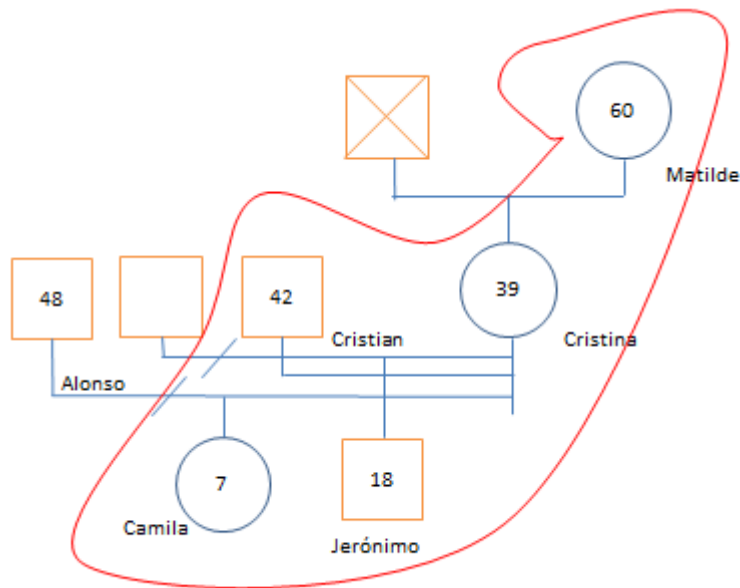 60
Matilde
48
42
39
Cristian
Cristina
Alonso
7
18
Camila
Jerónimo